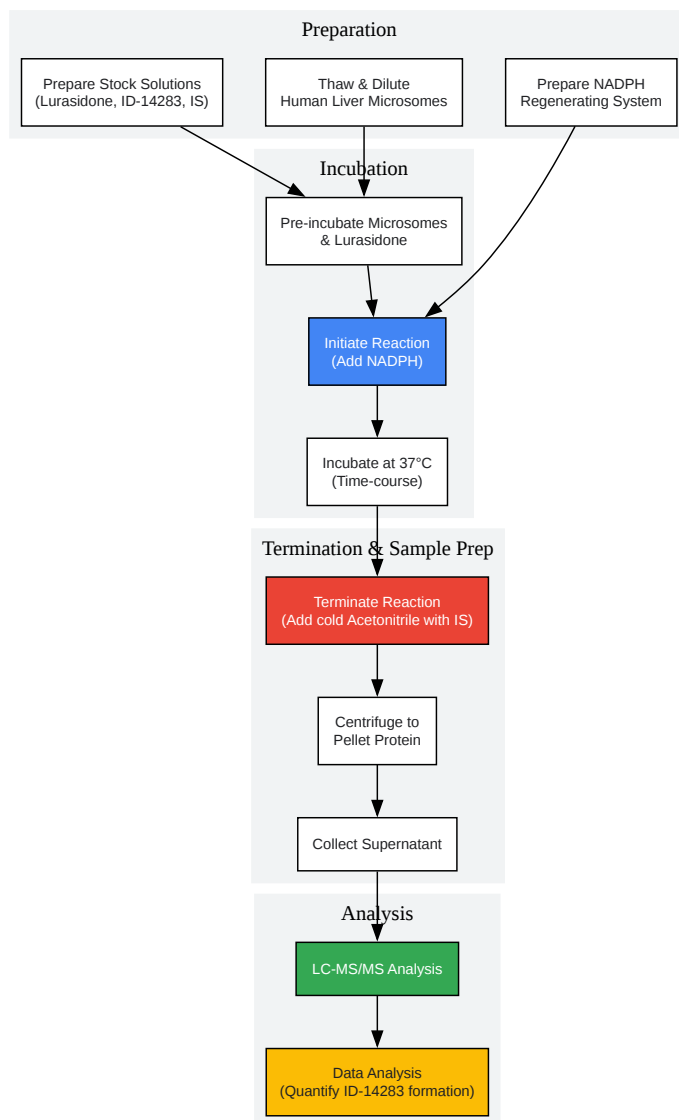 Preparation
Prepare Stock Solutions
(Lurasidone, ID-14283, IS)
Thaw & Dilute
Human Liver Microsomes
Prepare NADPH
Regenerating System
Incubation
Pre-incubate Microsomes
& Lurasidone
Initiate Reaction
(Add NADPH)
Incubate at 37°C
(Time-course)
Termination & Sample Prep
Terminate Reaction
(Add cold Acetonitrile with IS)
Centrifuge to
Pellet Protein
Collect Supernatant
Analysis
LC-MS/MS Analysis
Data Analysis
(Quantify ID-14283 formation)